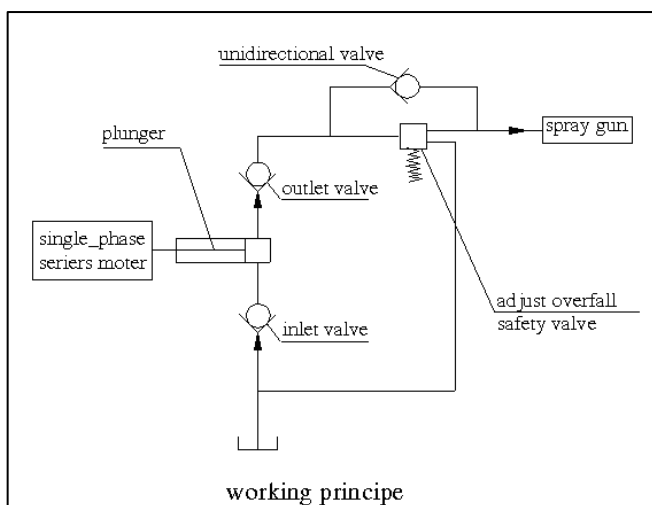 unidirectional valve
plunger
spray gun
outlet valve
single_phase
seriers moter
adjust overfall
safety valve
inlet valve
working principe